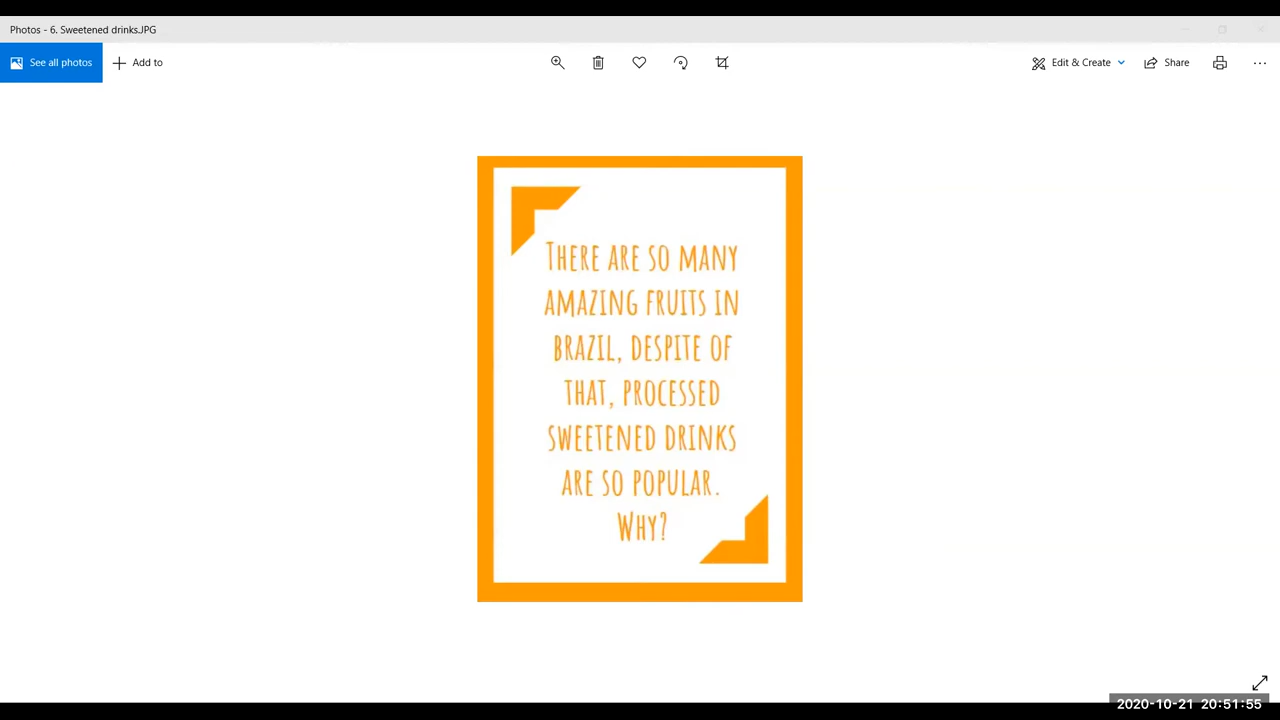 Photos - 6. Sweetened drinks.JPG
See all photos
Add to
Edit & Create
Share
THERE ARE SO MANY
AMAZING FRUITS IN
BRAZIL, DESPITE OF
THAT, PROCESSED
SWEETENED DRINKS
ARE SO POPULAR.
WHY?
2020-10-21 20:51:55